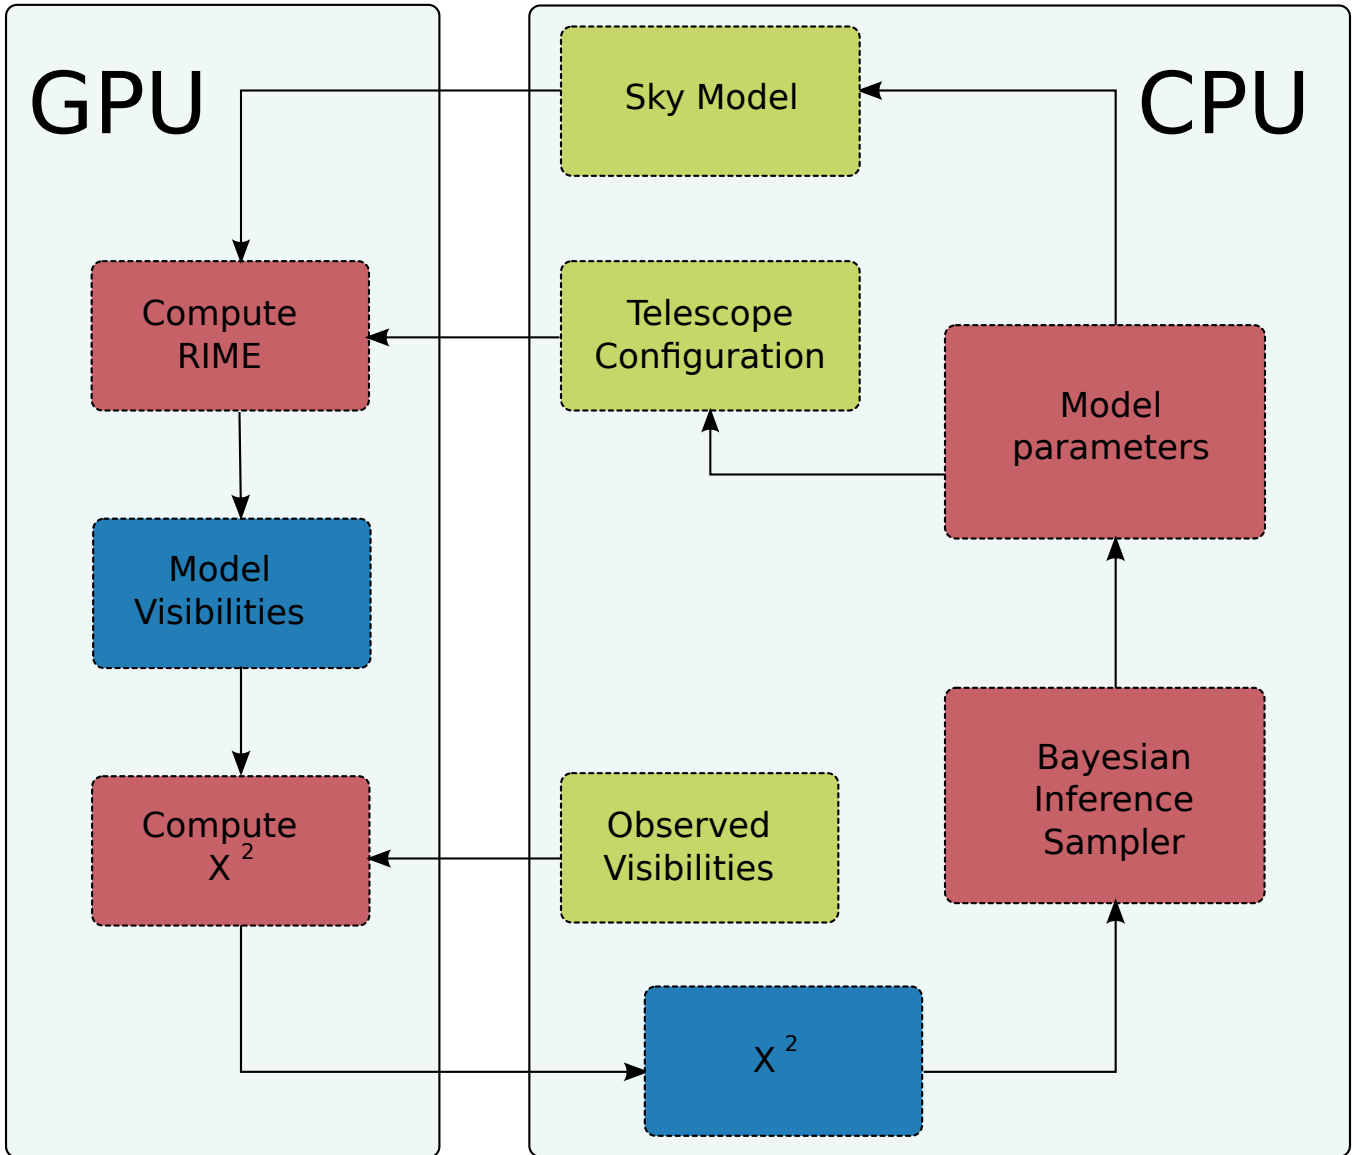 GPU
CPU
Sky Model
Compute
RIME
Telescope
Configuration
Model
parameters
Model
Visibilities
Compute
X 2
Observed
Visibilities
Bayesian
Inference
Sampler
X 2